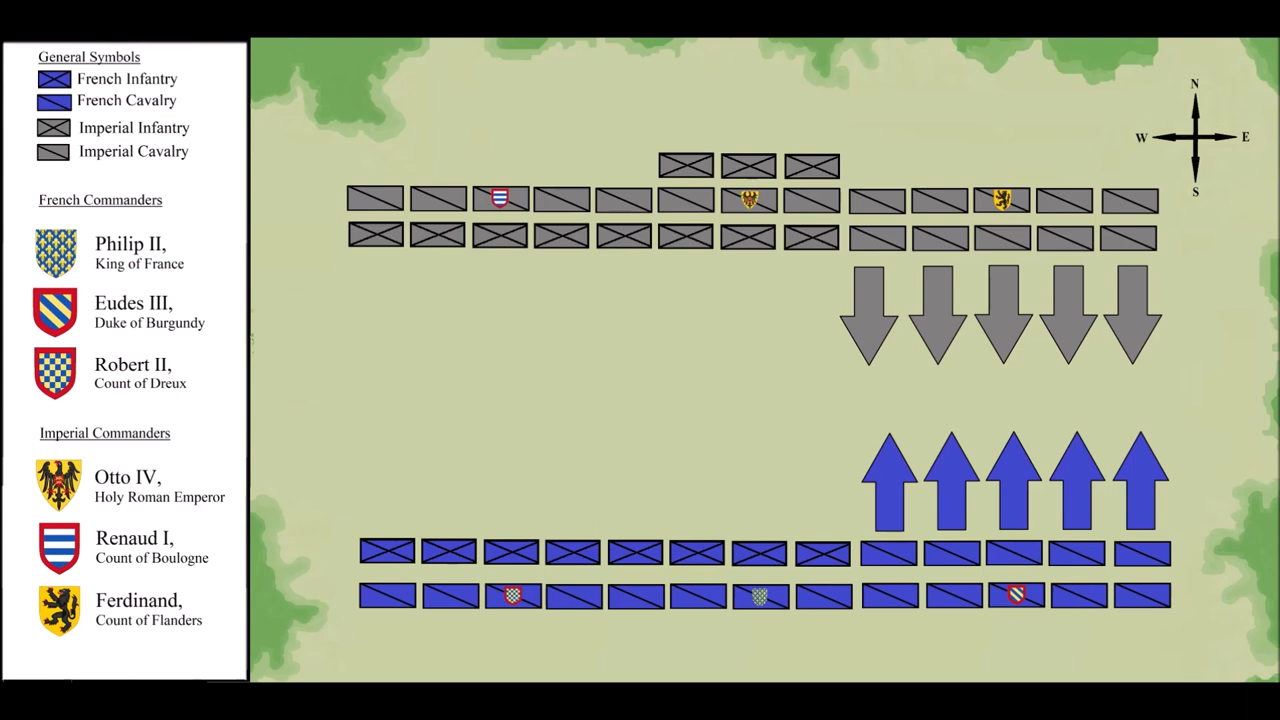 General Symbols
French Infantry
French Cavalry
Imperial Infantry
Imperial Cavalry
French Commanders
Philip II,
King of France
Eudes III,
Duke of Burgundy
Robert II,
Count of Dreux
Imperial Commanders
Otto IV,
Holy Roman Emperor
Renaud I,
Count of Boulogne
Ferdinand,
Count of Flanders
N
W
E
S